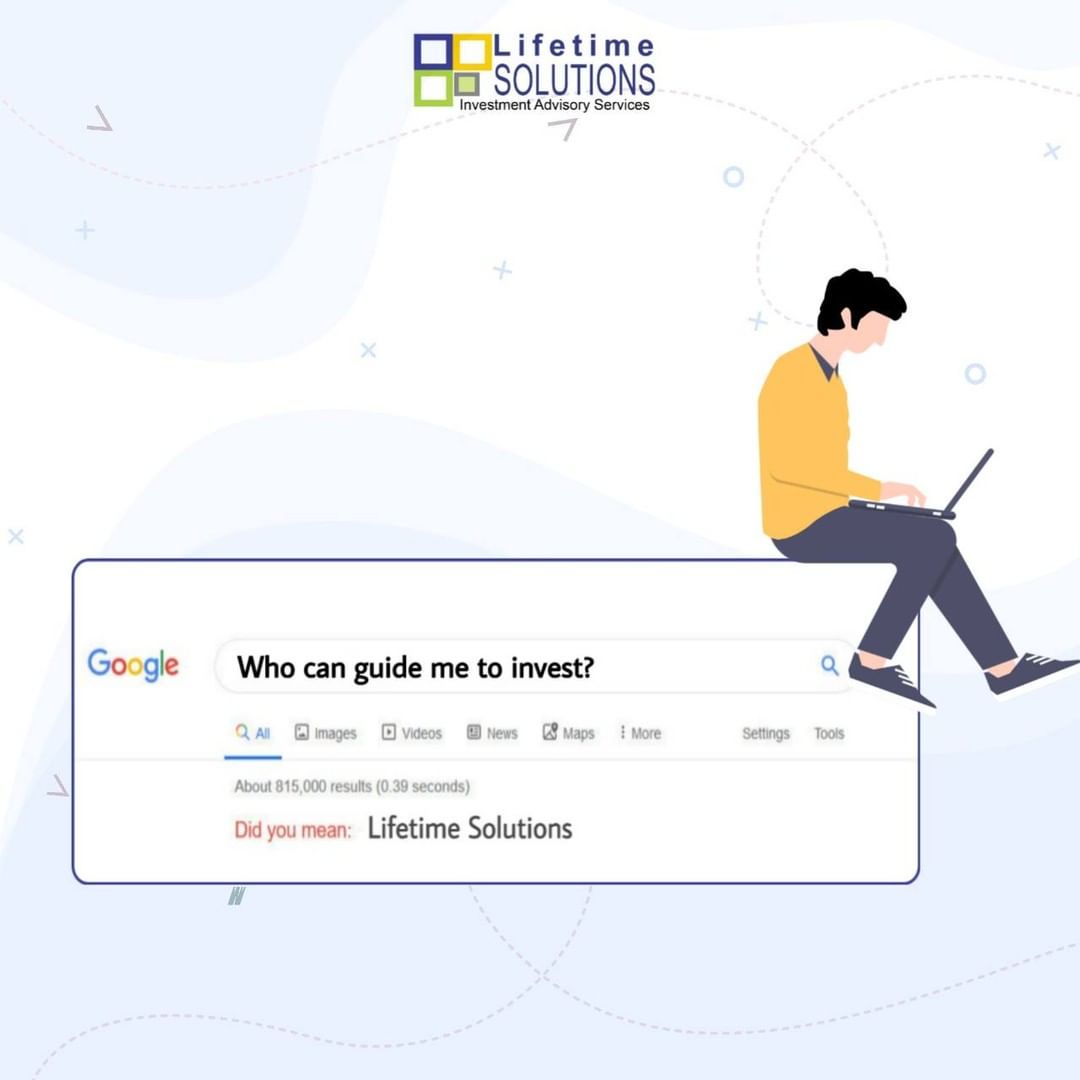 Lifetime
SOLUTIONS
Investment Advisory Services
Google
Who can guide me to invest?
All Images Videos News Maps More Settings Tools
About 815,000 results (0.39 seconds)
Did you mean: Lifetime Solutions